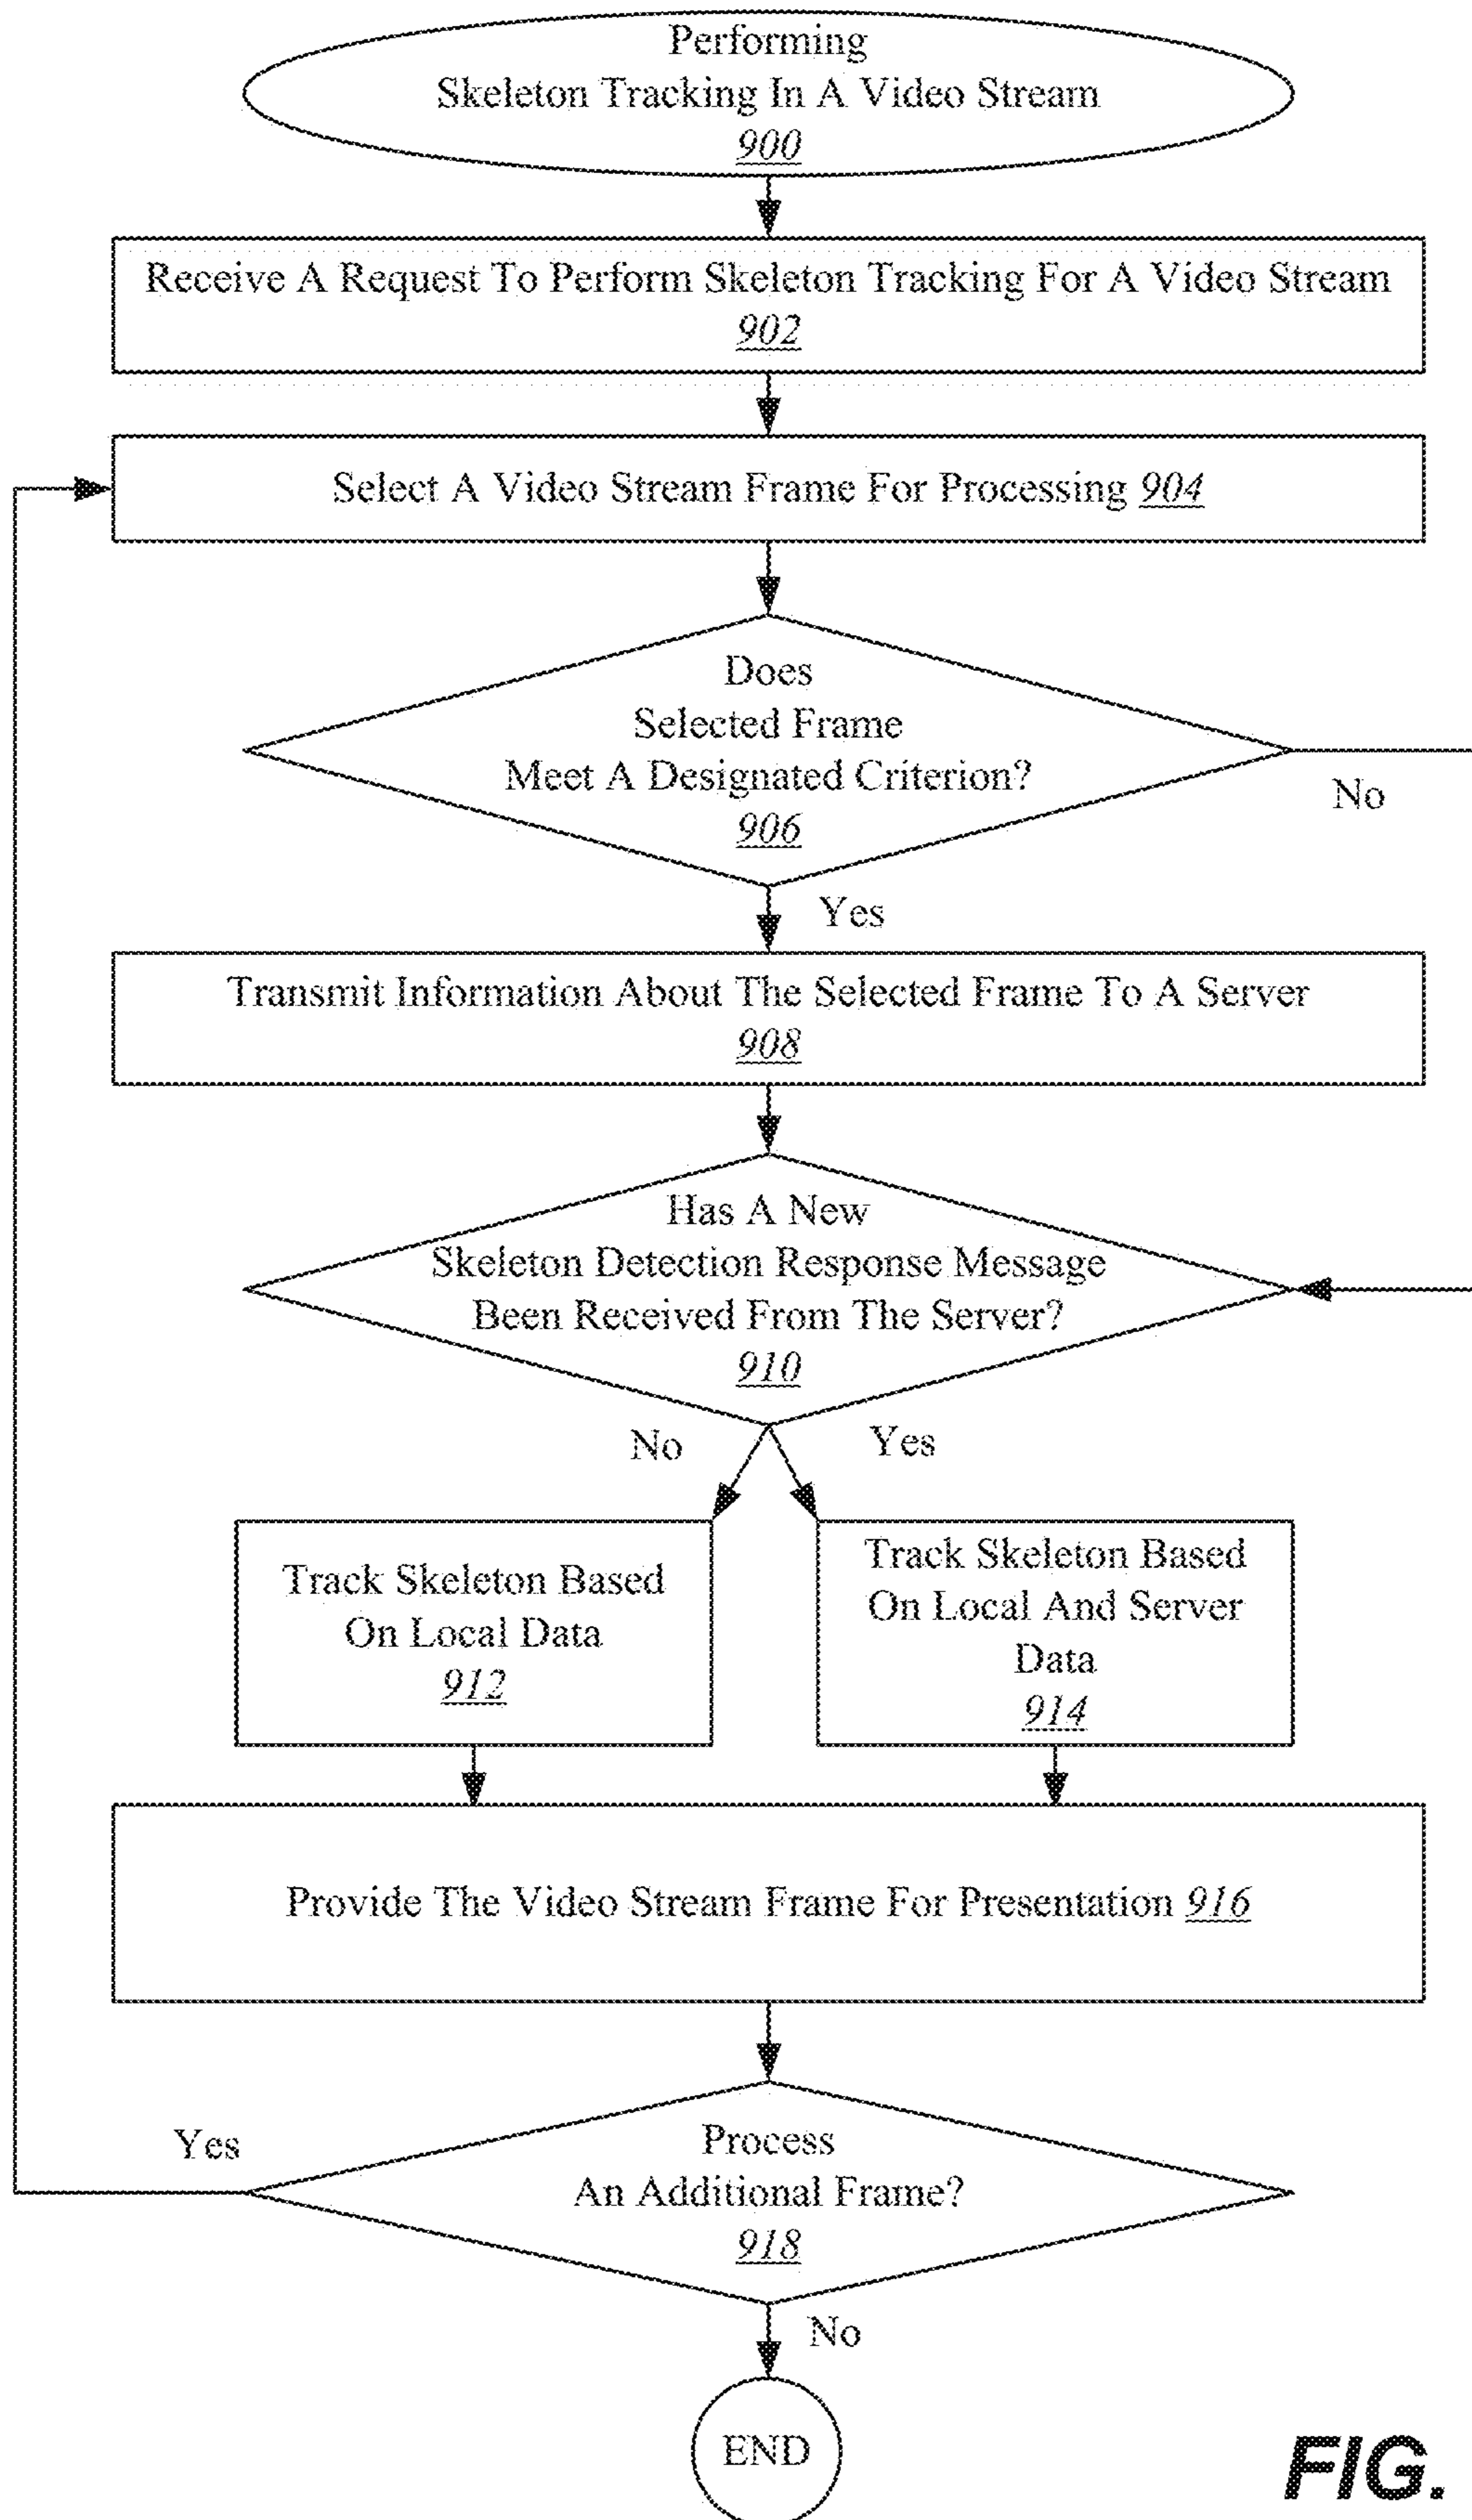 Performing
Skeleton Tracking In A Video Stream
900
Receive A Request To Perform Skeleton Tracking For A Video Stream
902
Select A Video Stream Frame For Processing 904
Does
Selected Frame
Meet A Designated Criterion?
906
No
Yes
Transmit Information About The Selected Frame To A Server
908
Has A New
Skeleton Detection Response Message
Been Received From The Server?
910
No
Yes
Track Skeleton Based
On Local Data
912
Track Skeleton Based
On Local And Server
Data
914
Provide The Video Stream Frame For Presentation 916
Process
An Additional Frame?
918
Yes
No
END
FIG.